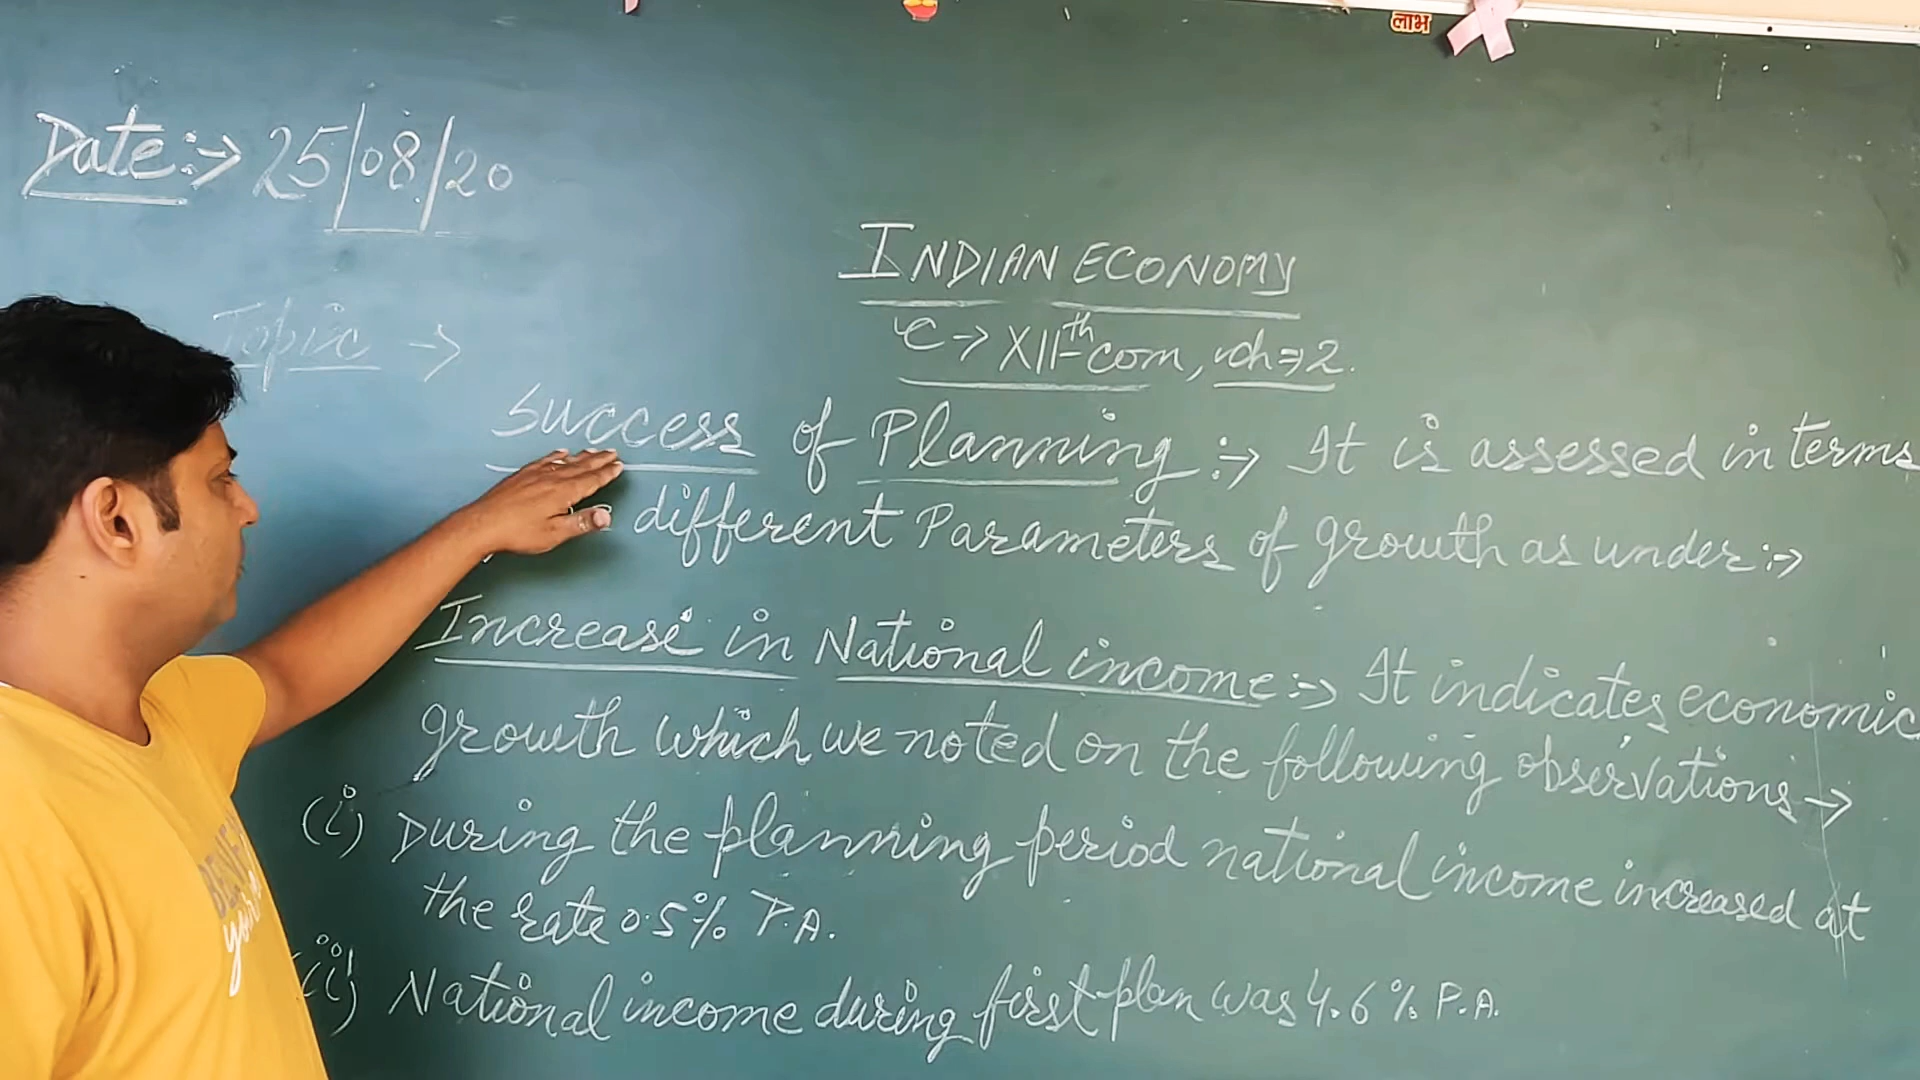 लाभ
Date:-> 25/08/20
INDIAN ECONOMY
C -> XIIth com, ch => 2.
Topic ->
Success of Planning :-> It is assessed in terms
different Parameters of growth as under :->
Increase in National income :-> It indicates economic
growth which we noted on the following observations ->
(i) During the planning period national income increased at
the rate 0.5% P.A.
(ii) National income during first plan was 4.6% P.A.
your